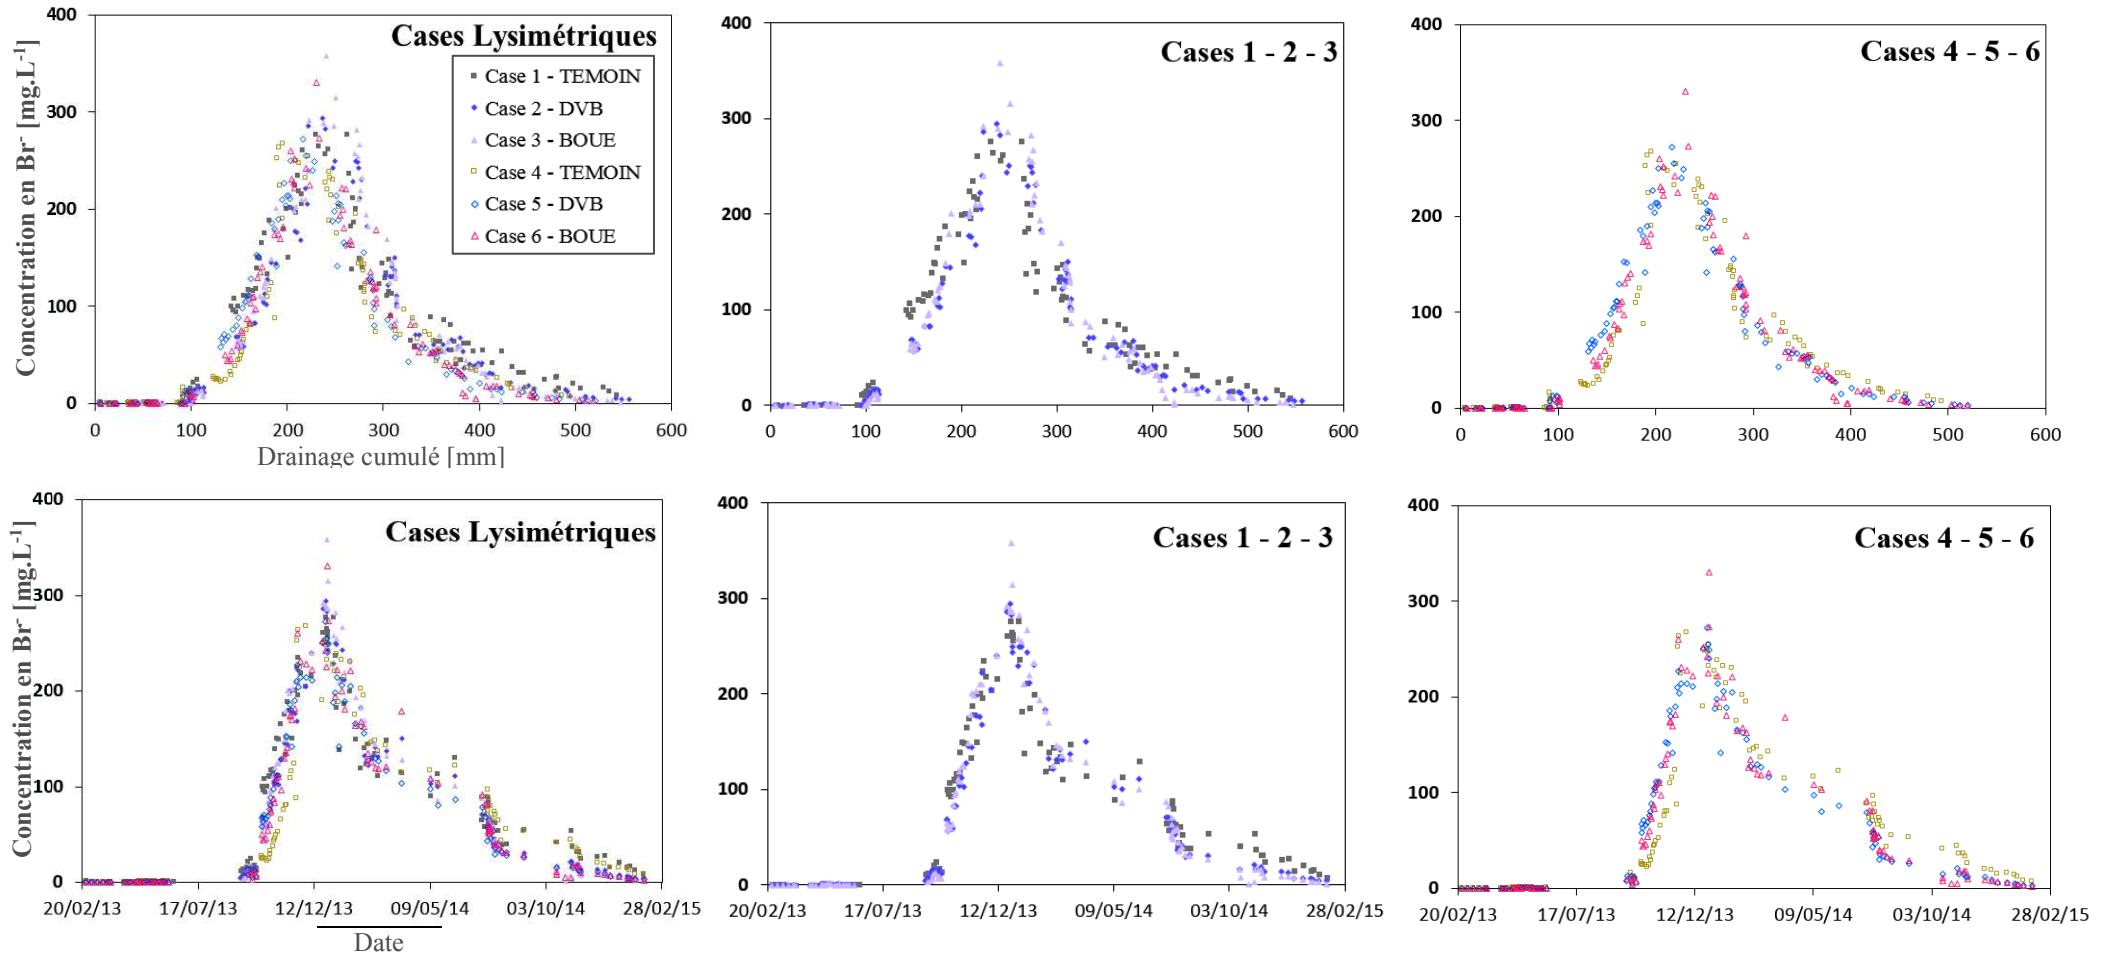 400
300
200
100
0
Concentration en Br⁻ [mg.L⁻¹]
Cases Lysimétriques
Case 1 - TEMOIN
Case 2 - DVB
Case 3 - BOUE
Case 4 - TEMOIN
Case 5 - DVB
Case 6 - BOUE
0 100 200 300 400 500 600
Drainage cumulé [mm]
400
300
200
100
0
Cases 1 - 2 - 3
0 100 200 300 400 500 600
400
300
200
100
0
Cases 4 - 5 - 6
0 100 200 300 400 500 600
400
300
200
100
0
Concentration en Br⁻ [mg.L⁻¹]
Cases Lysimétriques
20/02/13 17/07/13 12/12/13 09/05/14 03/10/14 28/02/15
Date
400
300
200
100
0
Cases 1 - 2 - 3
20/02/13 17/07/13 12/12/13 09/05/14 03/10/14 28/02/15
400
300
200
100
0
Cases 4 - 5 - 6
20/02/13 17/07/13 12/12/13 09/05/14 03/10/14 28/02/15